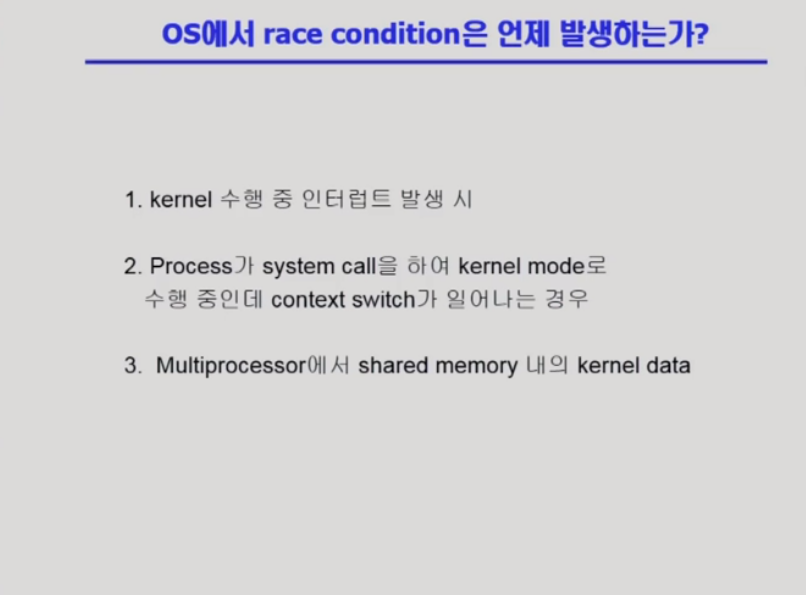 OS에서 race condition은 언제 발생하는가?
1. kernel 수행 중 인터럽트 발생 시
2. Process가 system call을 하여 kernel mode로
수행 중인데 context switch가 일어나는 경우
3. Multiprocessor에서 shared memory 내의 kernel data